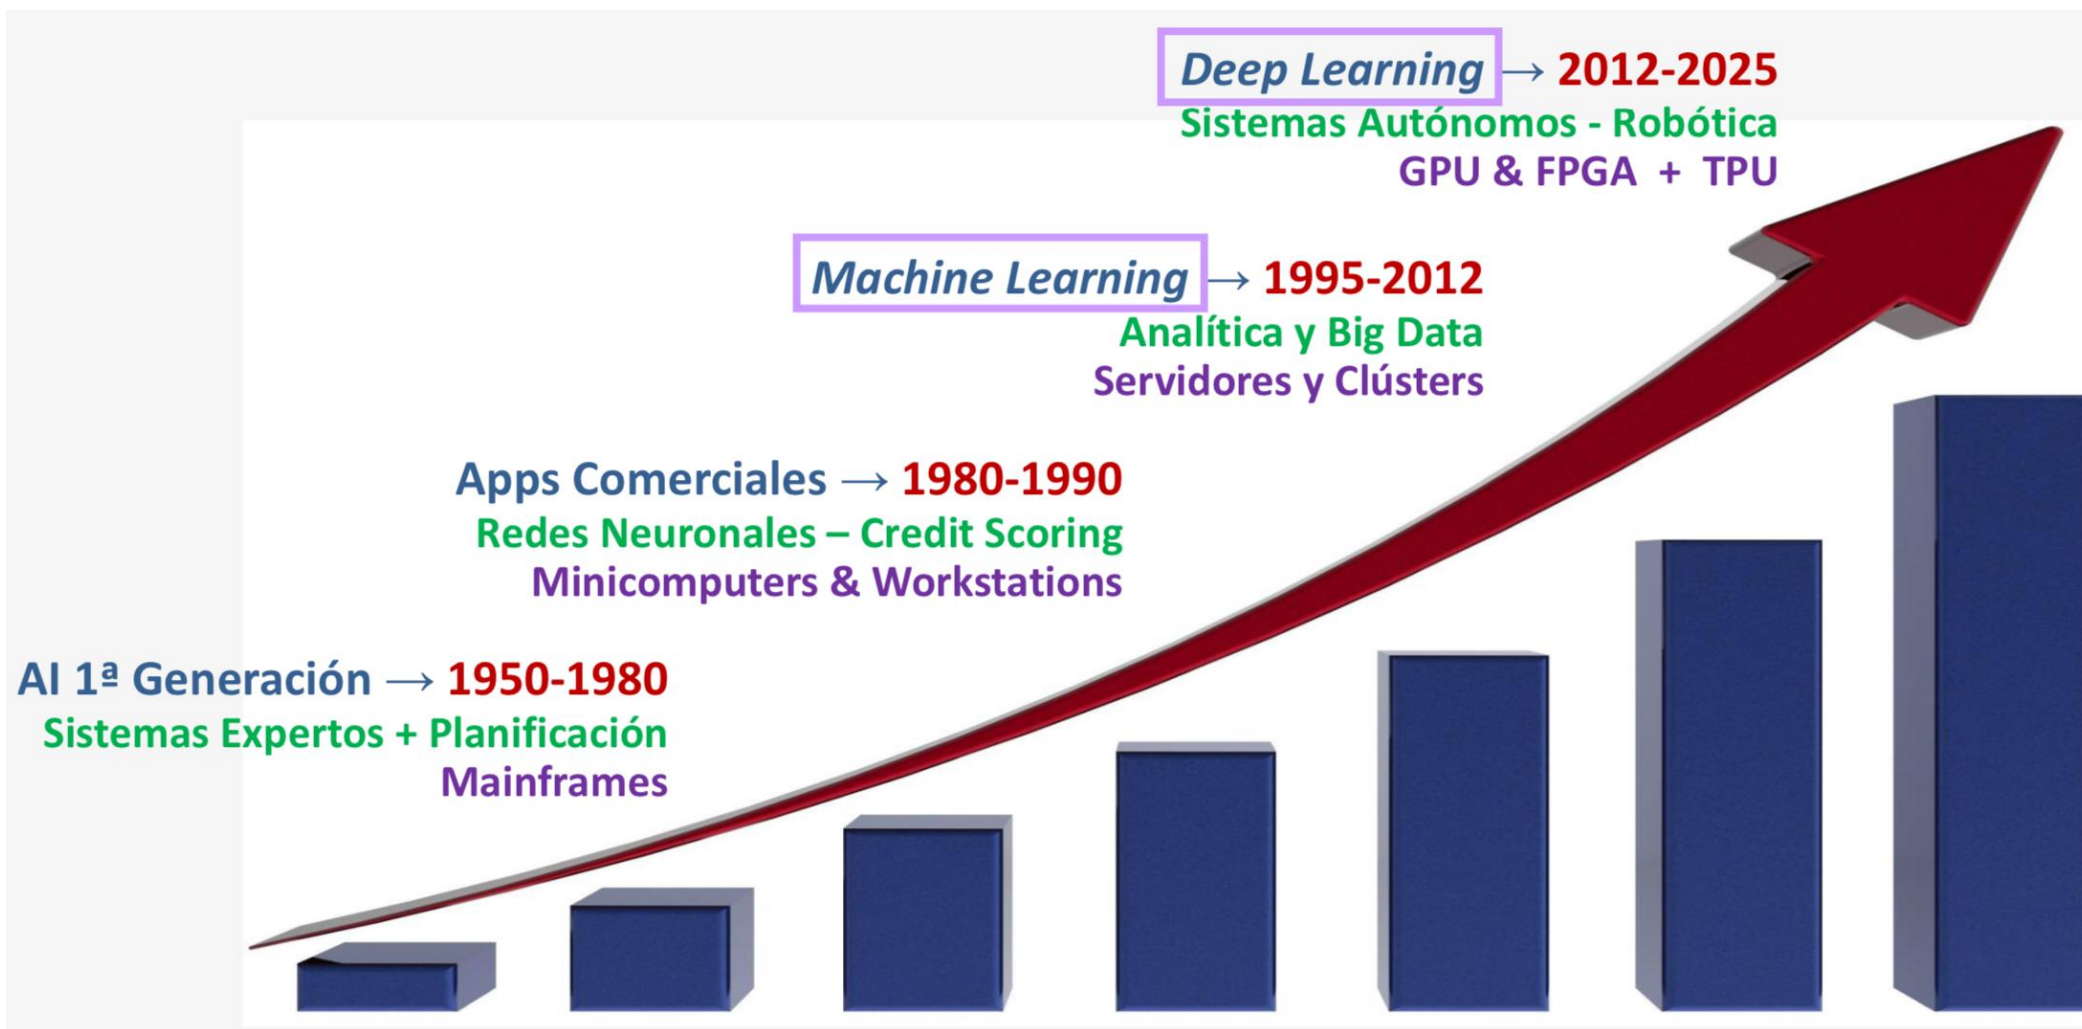 Deep Learning → 2012-2025
Sistemas Autónomos - Robótica
GPU & FPGA + TPU
Machine Learning → 1995-2012
Analítica y Big Data
Servidores y Clústers
Apps Comerciales → 1980-1990
Redes Neuronales – Credit Scoring
Minicomputers & Workstations
AI 1ª Generación → 1950-1980
Sistemas Expertos + Planificación
Mainframes